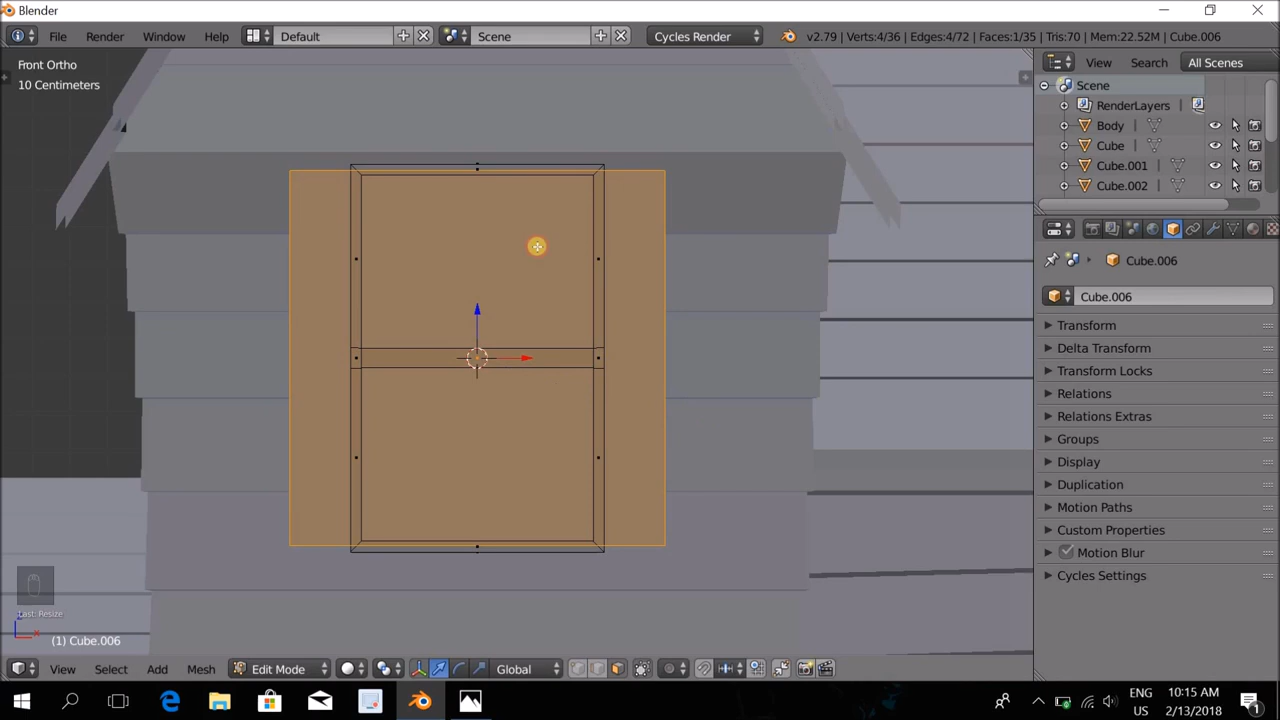 Blender
File Render Window Help Default Scene Cycles Render v2.79 | Verts:4/36 | Edges:4/72 | Faces:1/35 | Tris:70 | Mem:22.52M | Cube.006
Front Ortho
10 Centimeters
View Search All Scenes
Scene
RenderLayers
Body
Cube
Cube.001
Cube.002
Cube.006
Cube.006
Transform
Delta Transform
Transform Locks
Relations
Relations Extras
Groups
Display
Duplication
Motion Paths
Custom Properties
Motion Blur
Cycles Settings
Last: Resize
(1) Cube.006
View Select Add Mesh Edit Mode Global
ENG 10:15 AM
US 2/13/2018
1